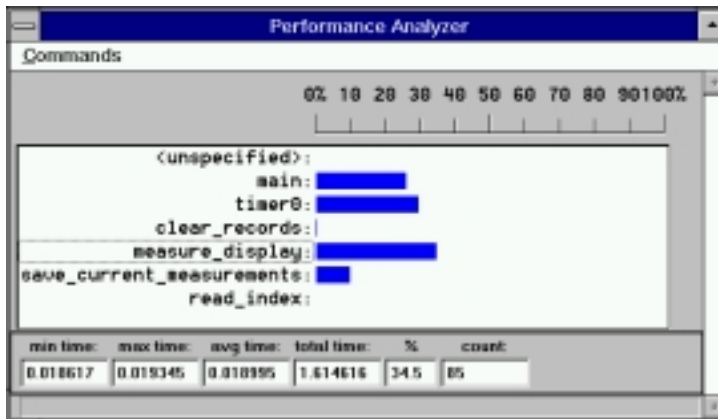 Performance Analyzer
Commands
0% 10 20 30 40 50 60 70 80 90100%
<unspecified>:
main:
timer0:
clear_records:
measure_display:
save_current_measurements:
read_index:
min time: max time: avg time: total time: % count:
0.018617 0.019345 0.018995 1.614616 34.5 85